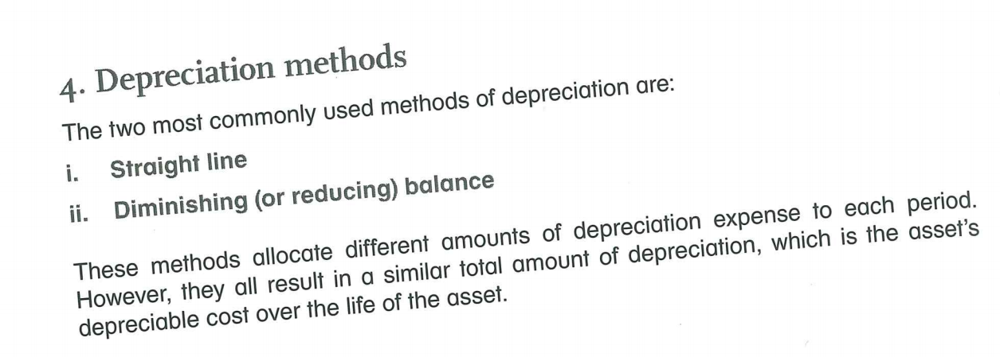 4. Depreciation methods
The two most commonly used methods of depreciation are:
i. Straight line
ii. Diminishing (or reducing) balance
These methods allocate different amounts of depreciation expense to each period.
However, they all result in a similar total amount of depreciation, which is the asset's
depreciable cost over the life of the asset.